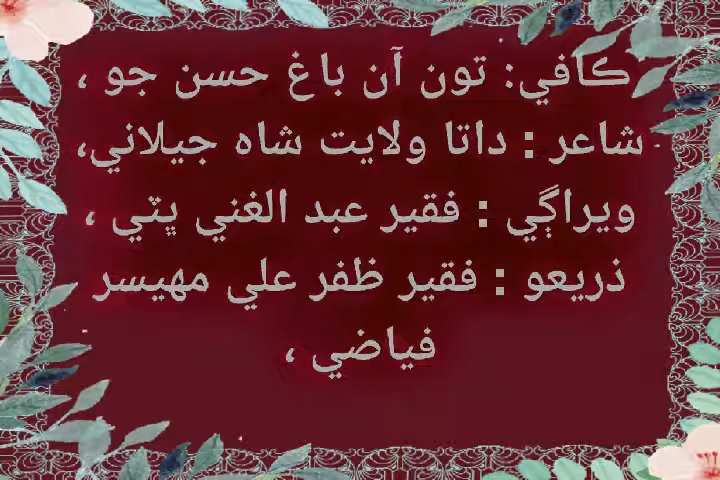 ڪافي: تون آن باغ حسن جو ،
شاعر : داتا ولايت شاه جيلاني،
ويراڳي : فقير عبد الغني ڀٽي ،
ذريعو : فقير ظفر علي مهيسر
فياضي ،